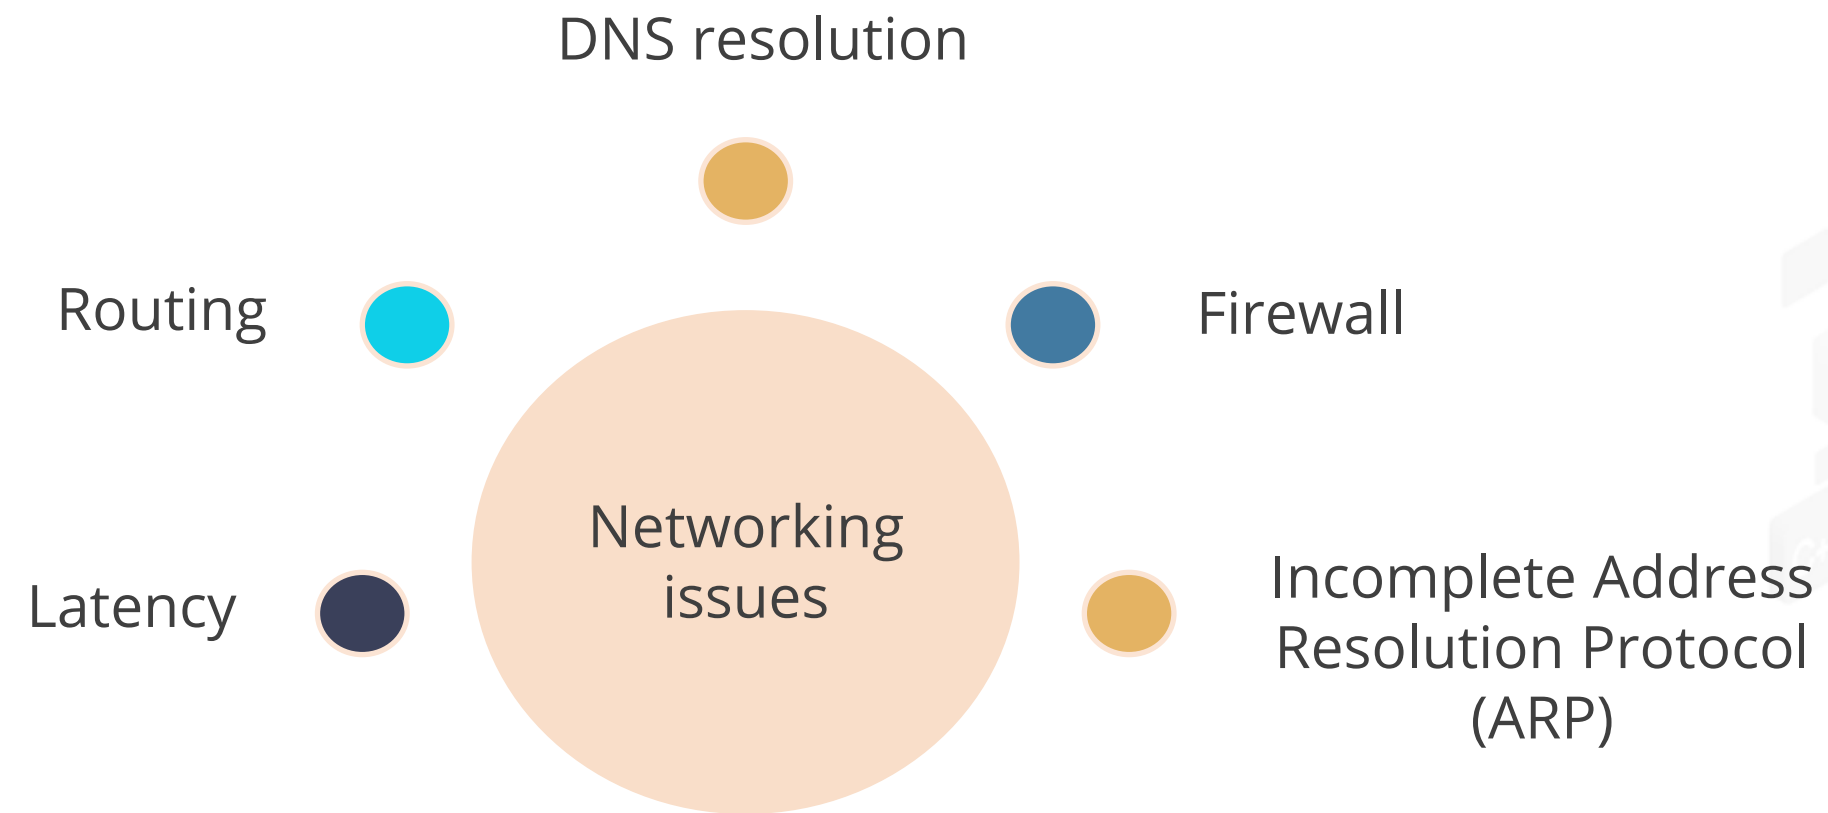 DNS resolution
Routing
Firewall
Networking
issues
Latency
Incomplete Address
Resolution Protocol
(ARP)